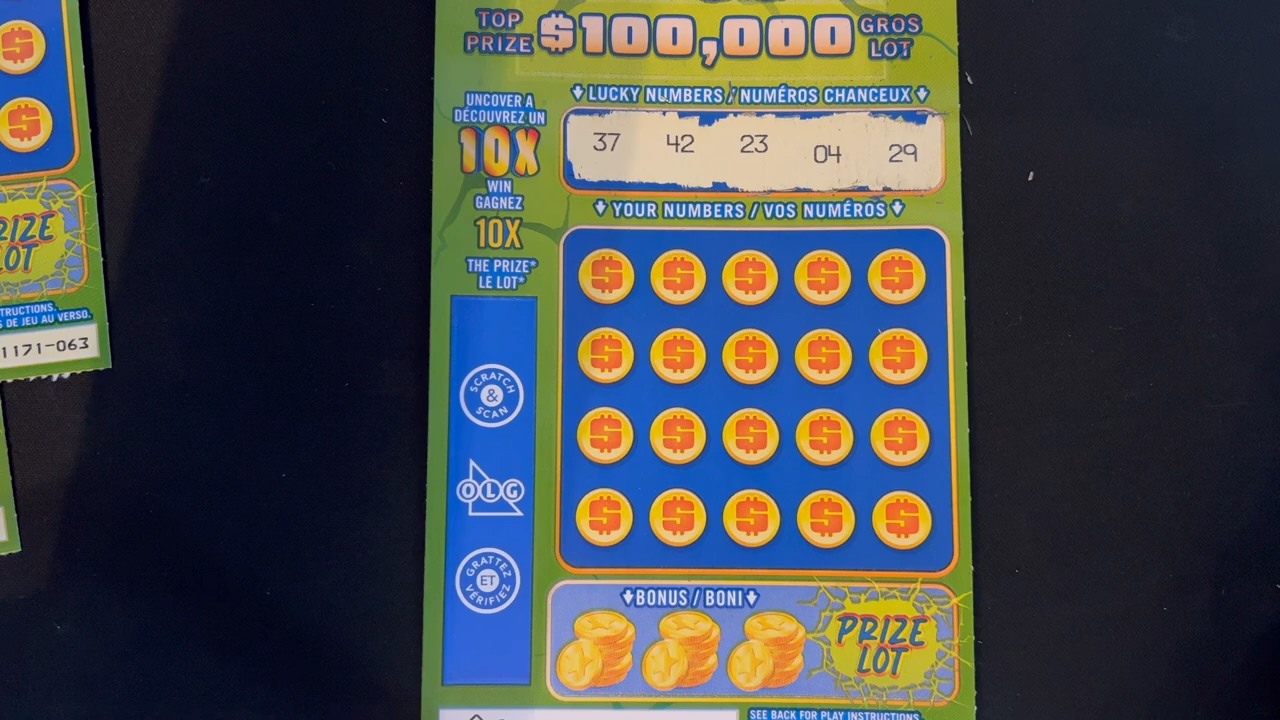 TOP PRIZE $100,000 GROS LOT
LUCKY NUMBERS / NUMÉROS CHANCEUX
37 42 23 04 29
UNCOVER A
DÉCOUVREZ UN
10X
WIN
GAGNEZ
10X
THE PRIZE*
LE LOT*
YOUR NUMBERS / VOS NUMÉROS
SCRATCH & SCAN
OLG
GRATTEZ ET VÉRIFIEZ
BONUS / BONI
PRIZE
LOT
SEE BACK FOR PLAY INSTRUCTIONS
RIZE
LOT
TRUCTIONS.
S DE JEU AU VERSO.
1171-063